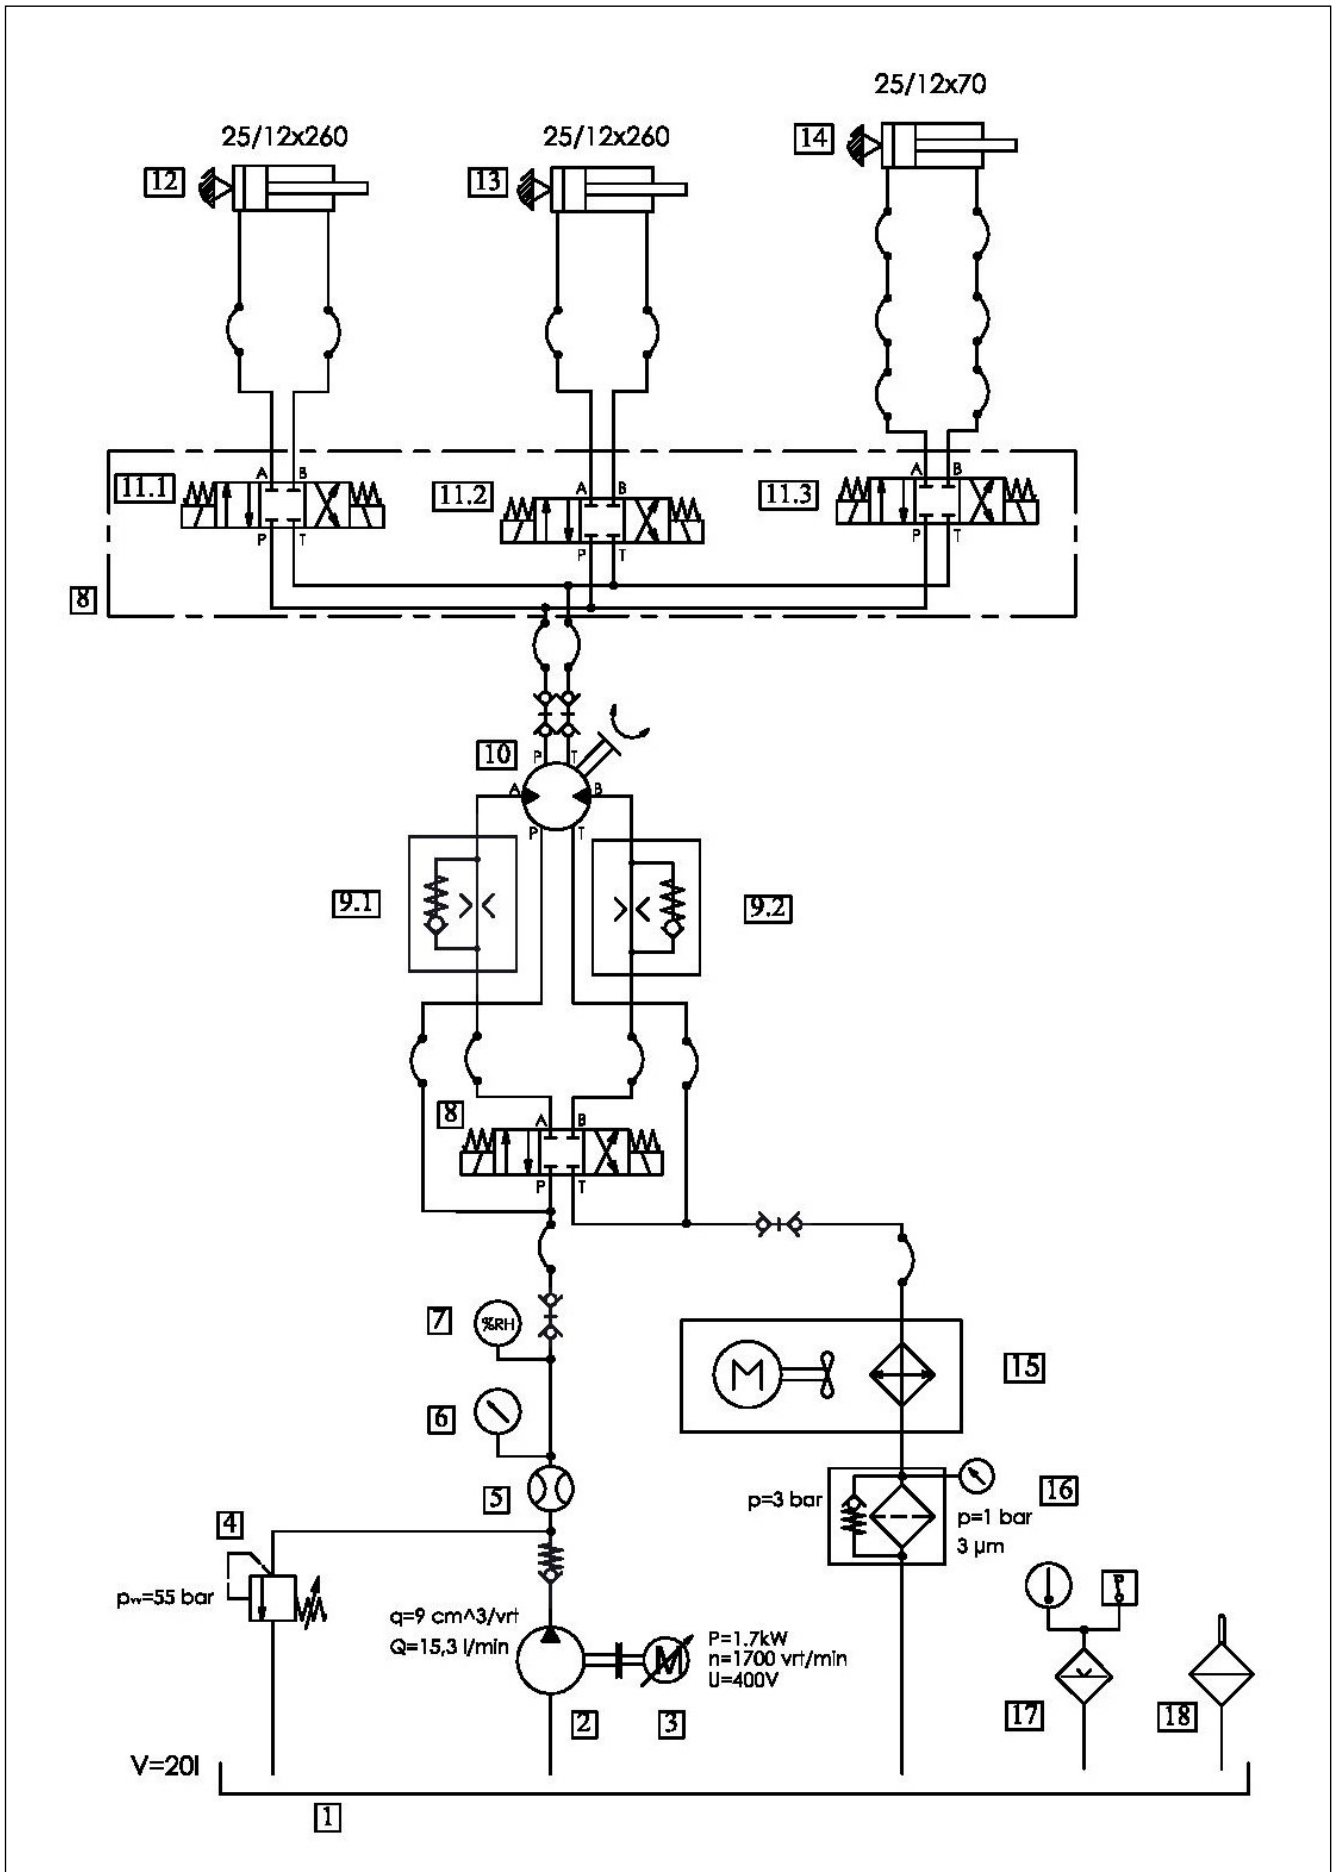 25/12x70
25/12x260
25/12x260
14
12
13
11.1
A B
11.2
A B
11.3
A B
P T
P T
P T
8
10
P T
A B
P T
9.1
9.2
8
A B
P T
7
%RH
6
M
15
5
p=3 bar
16
p=1 bar
3 µm
4
pw=55 bar
q=9 cm^3/vrt
Q=15,3 l/min
M
P=1.7kW
n=1700 vrt/min
U=400V
2
3
17
18
V=20l
1